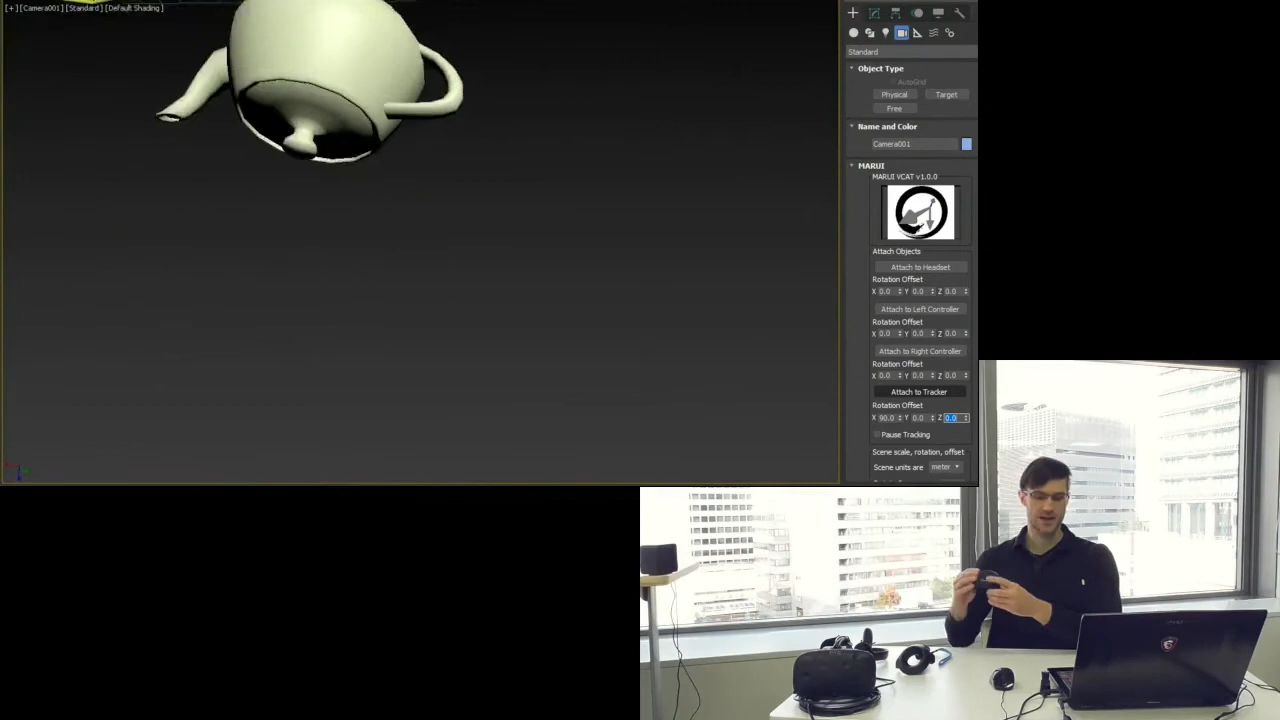 [+] [Camera001] [Standard] [Default Shading]
Standard
Object Type
AutoGrid
Physical Target
Free
Name and Color
Camera001
MARUI
MARUI VCAT v1.0.0
Attach Objects
Attach to Headset
Rotation Offset
X 0.0 Y 0.0 Z 0.0
Attach to Left Controller
Rotation Offset
X 0.0 Y 0.0 Z 0.0
Attach to Right Controller
Rotation Offset
X 0.0 Y 0.0 Z 0.0
Attach to Tracker
Rotation Offset
X 90.0 Y 0.0 Z 0.0
Pause Tracking
Scene scale, rotation, offset
Scene units are meter